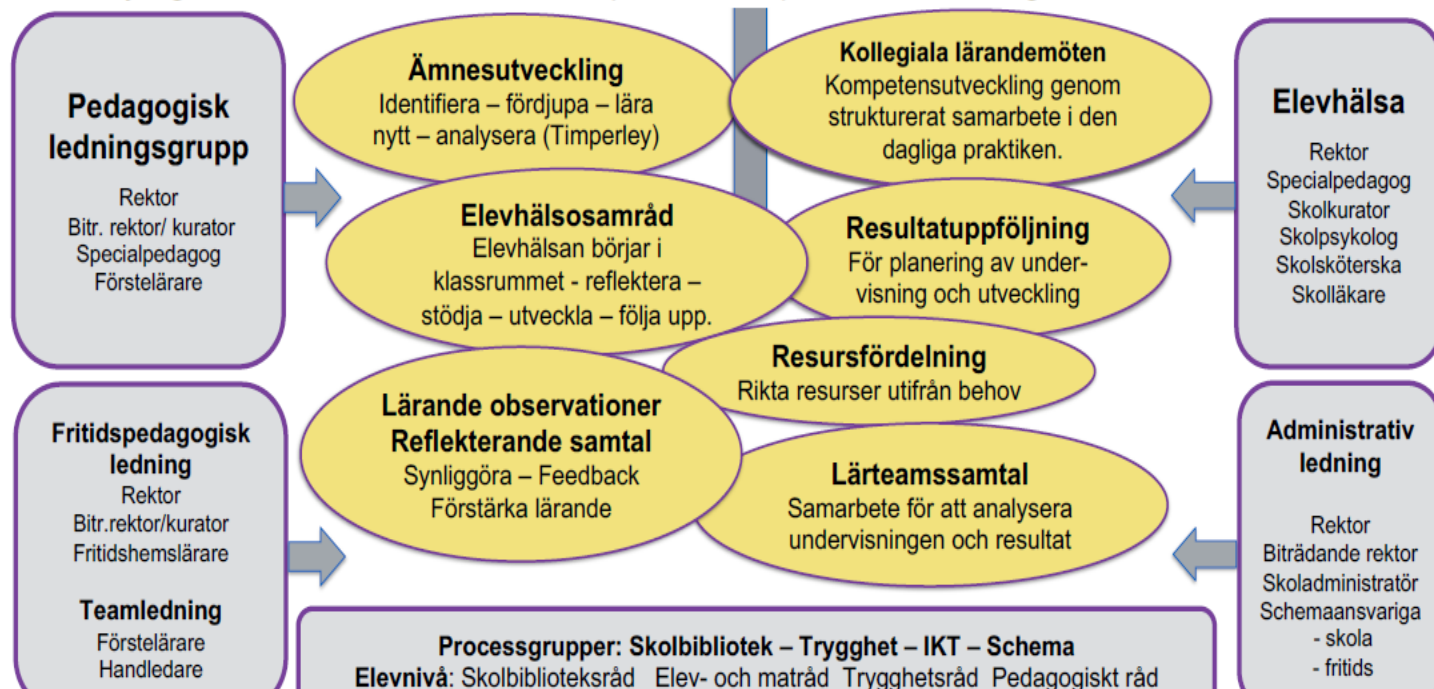 Pedagogisk
ledningsgrupp
Rektor
Bitr. rektor/ kurator
Specialpedagog
Förstelärare
Ämnesutveckling
Identifiera – fördjupa – lära
nytt – analysera (Timperley)
Kollegiala lärandemöten
Kompetensutveckling genom
strukturerat samarbete i den
dagliga praktiken.
Elevhälsa
Rektor
Specialpedagog
Skolkurator
Skolpsykolog
Skolsköterska
Skolläkare
Elevhälsosamråd
Elevhälsan börjar i
klassrummet - reflektera –
stödja – utveckla – följa upp.
Resultatuppföljning
För planering av under-
visning och utveckling
Resursfördelning
Rikta resurser utifrån behov
Fritidspedagogisk
ledning
Rektor
Bitr.rektor/kurator
Fritidshemslärare
Teamledning
Förstelärare
Handledare
Lärande observationer
Reflekterande samtal
Synliggöra – Feedback
Förstärka lärande
Lärteamssamtal
Samarbete för att analysera
undervisningen och resultat
Administrativ
ledning
Rektor
Biträdande rektor
Skoladministratör
Schemaansvariga
- skola
- fritids
Processgrupper: Skolbibliotek – Trygghet – IKT – Schema
Elevnivå: Skolbiblioteksråd Elev- och matråd Trygghetsråd Pedagogiskt råd